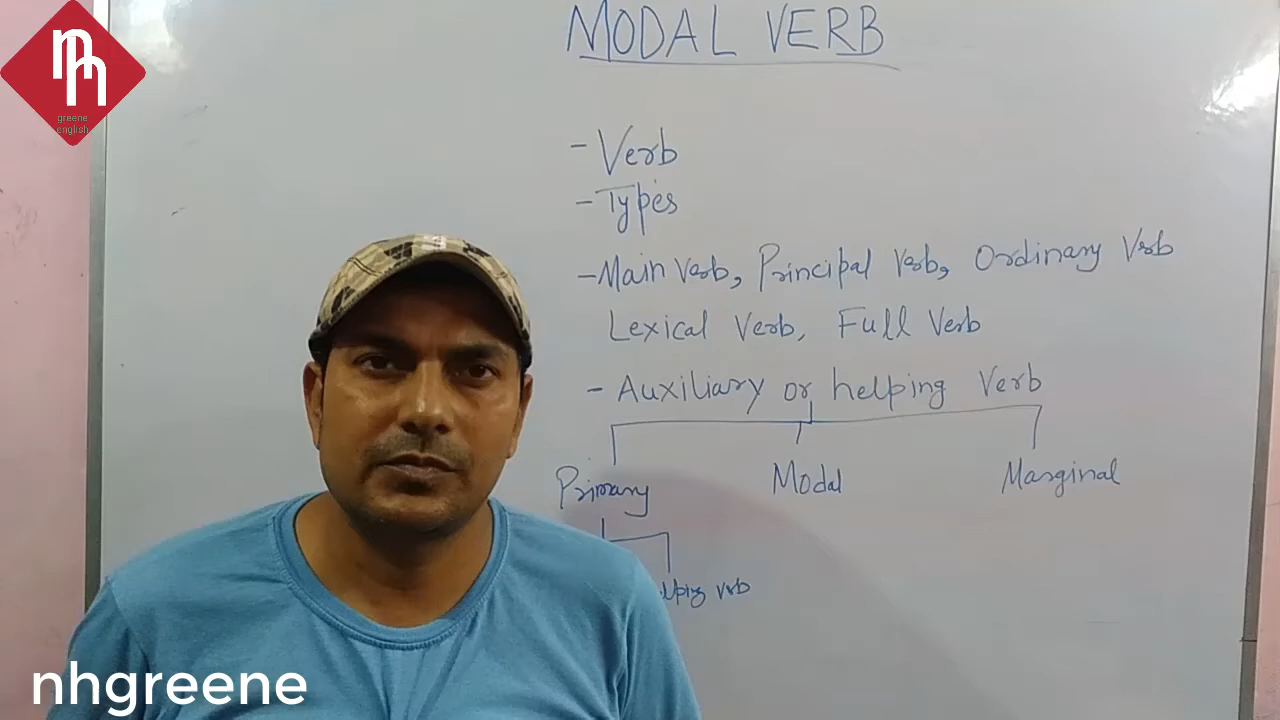 nh
greene
english
MODAL VERB
- Verb
- Types
- Main Verb, Principal Verb, Ordinary Verb
Lexical Verb, Full Verb
- Auxiliary or helping Verb
Primary Modal Marginal
verb
nhgreene